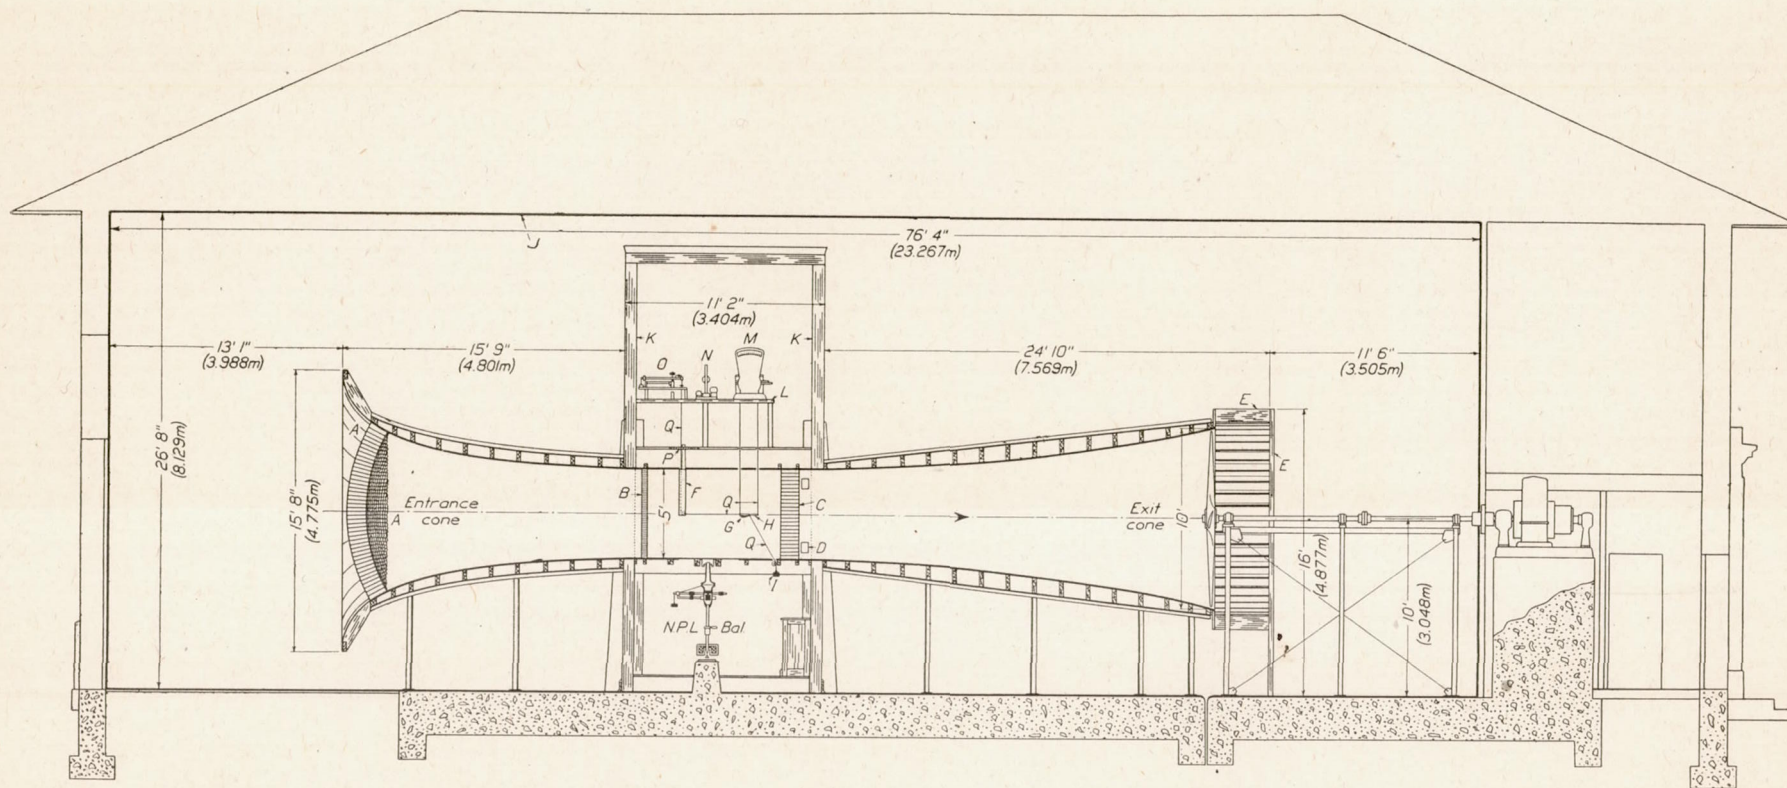 76' 4"
(23.267m)
J
11' 2"
(3.404m)
K
K
M
N
O
L
13' 1"
(3.988m)
15' 9"
(4.801m)
24' 10"
(7.569m)
11' 6"
(3.505m)
E
E
A
A
26' 8"
(8.129m)
15' 8"
(4.775m)
Q
P
F
B
5'
Q
G
H
Q
C
D
I
Entrance
cone
Exit
cone
10'
16'
(4.877m)
10'
(3.048m)
N.P.L. Bal.